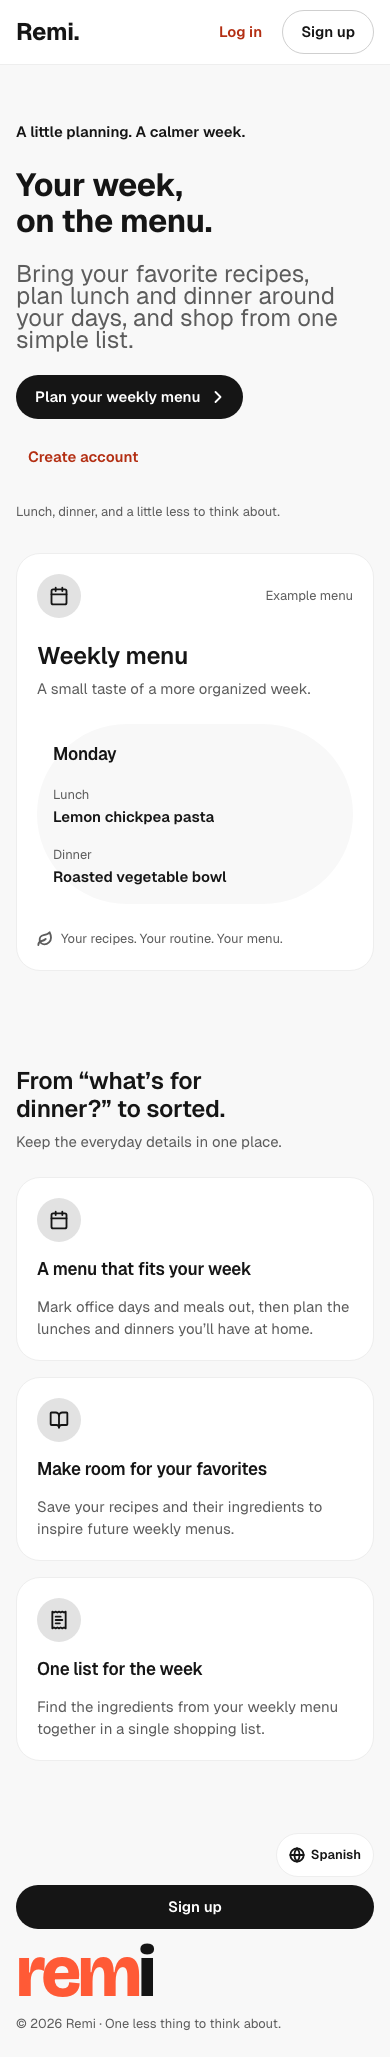 Remi.
Log in
Sign up
A little planning. A calmer week.
Your week,
on the menu.
Bring your favorite recipes,
plan lunch and dinner around
your days, and shop from one
simple list.
Plan your weekly menu
Create account
Lunch, dinner, and a little less to think about.
Example menu
Weekly menu
A small taste of a more organized week.
Monday
Lunch
Lemon chickpea pasta
Dinner
Roasted vegetable bowl
Your recipes. Your routine. Your menu.
From “what’s for
dinner?” to sorted.
Keep the everyday details in one place.
A menu that fits your week
Mark office days and meals out, then plan the
lunches and dinners you’ll have at home.
Make room for your favorites
Save your recipes and their ingredients to
inspire future weekly menus.
One list for the week
Find the ingredients from your weekly menu
together in a single shopping list.
Spanish
Sign up
remi
© 2026 Remi · One less thing to think about.